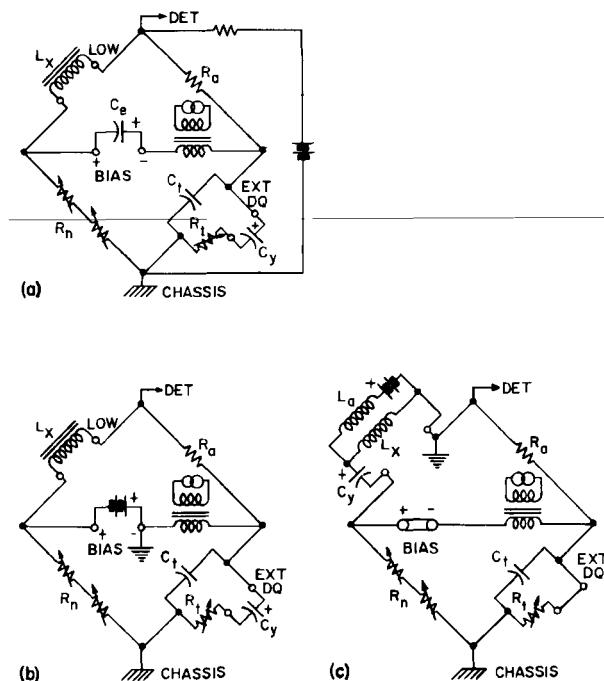 DET
LOW
Lx
Ra
Ce
+
+ -
BIAS
Ct
EXT
DQ
Rt
+
Rn
Cy
(a)
CHASSIS
DET
LOW
Lx
Ra
+
+ -
BIAS
Ct
EXT
DQ
Rt
+
Rn
Cy
(b)
CHASSIS
+
DET
La
Lx
Ra
+
Cy
+ -
BIAS
Ct
EXT
DQ
Rt
Rn
(c)
CHASSIS